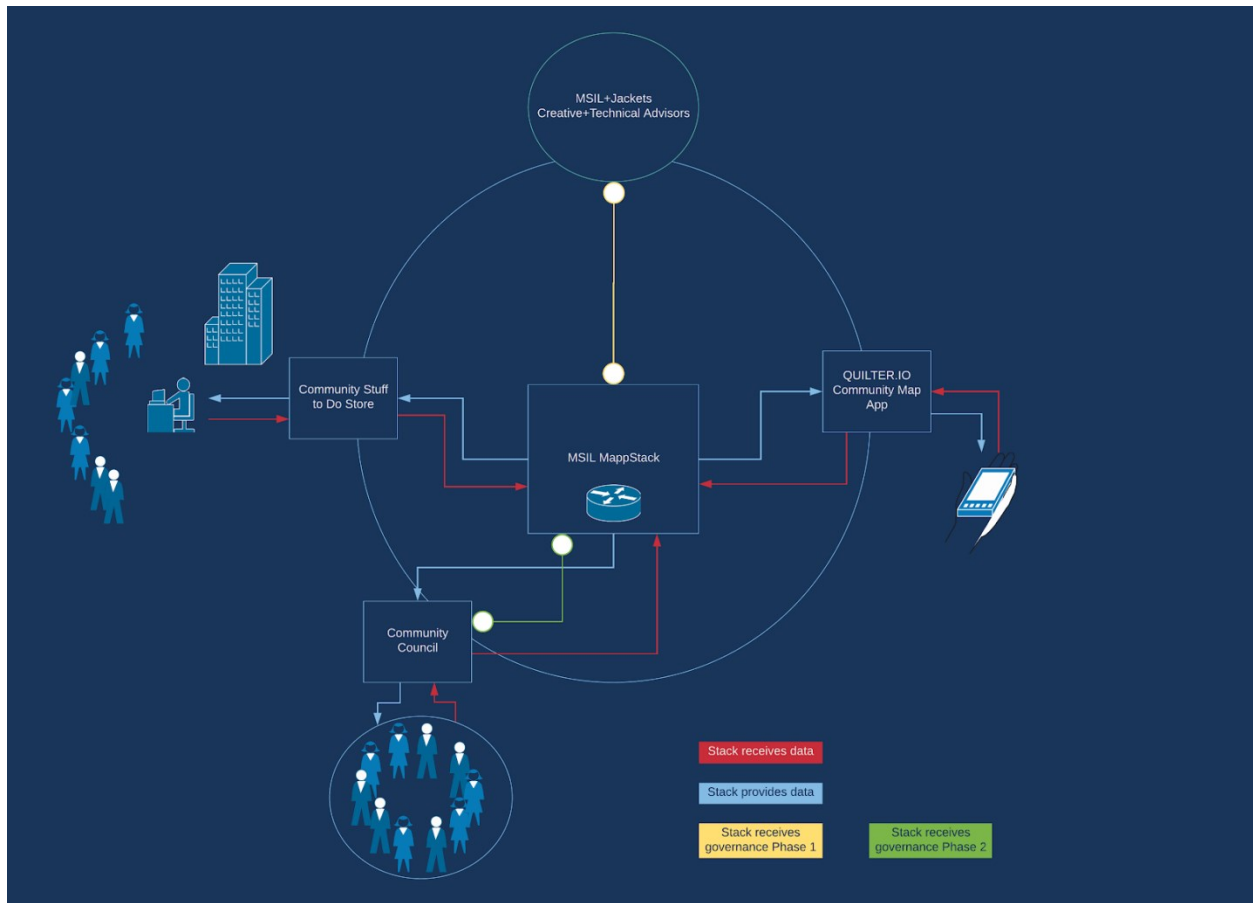 MSIL+Jackets
Creative+Technical Advisors
Community Stuff
to Do Store
QUILTER.IO
Community Map
App
MSIL MappStack
Community
Council
Stack receives data
Stack provides data
Stack receives
governance Phase 1
Stack receives
governance Phase 2